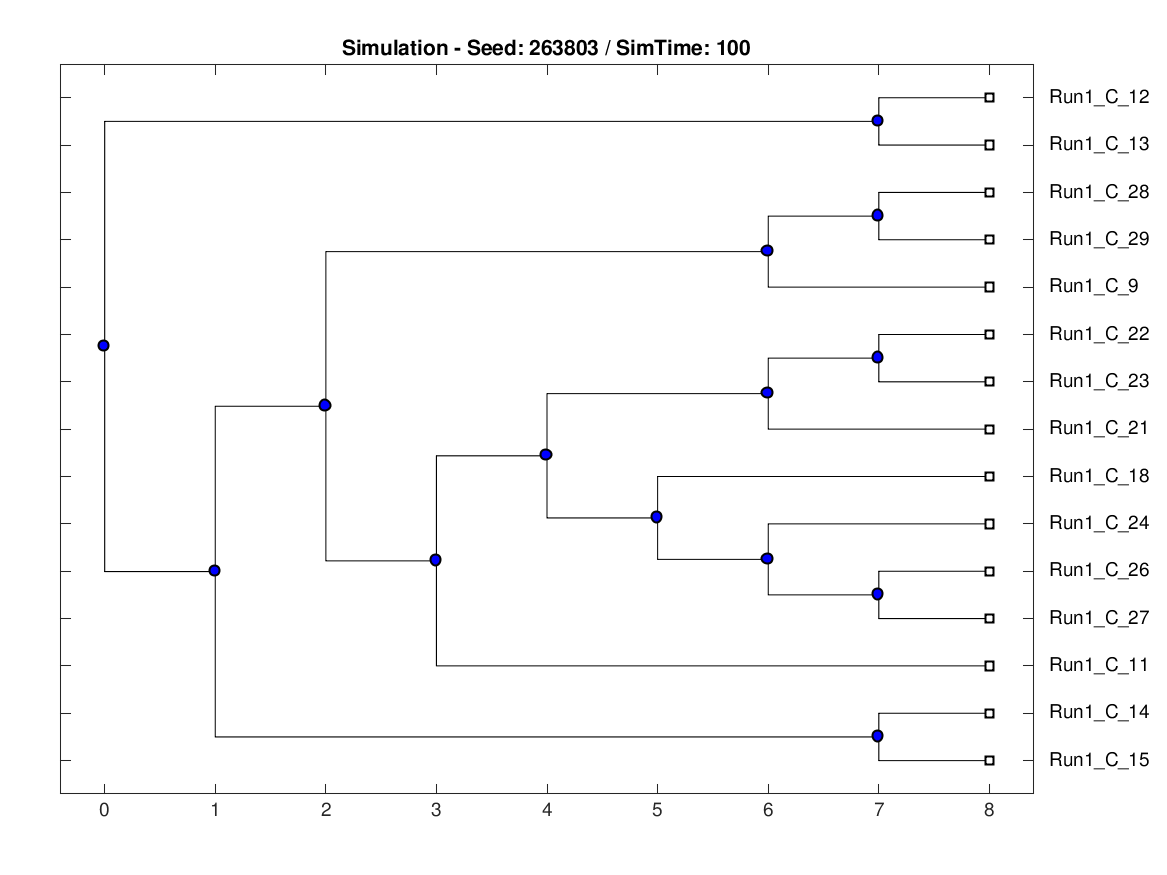 Simulation - Seed: 263803 / SimTime: 100
Run1_C_12
Run1_C_13
Run1_C_28
Run1_C_29
Run1_C_9
Run1_C_22
Run1_C_23
Run1_C_21
Run1_C_18
Run1_C_24
Run1_C_26
Run1_C_27
Run1_C_11
Run1_C_14
Run1_C_15
0 1 2 3 4 5 6 7 8